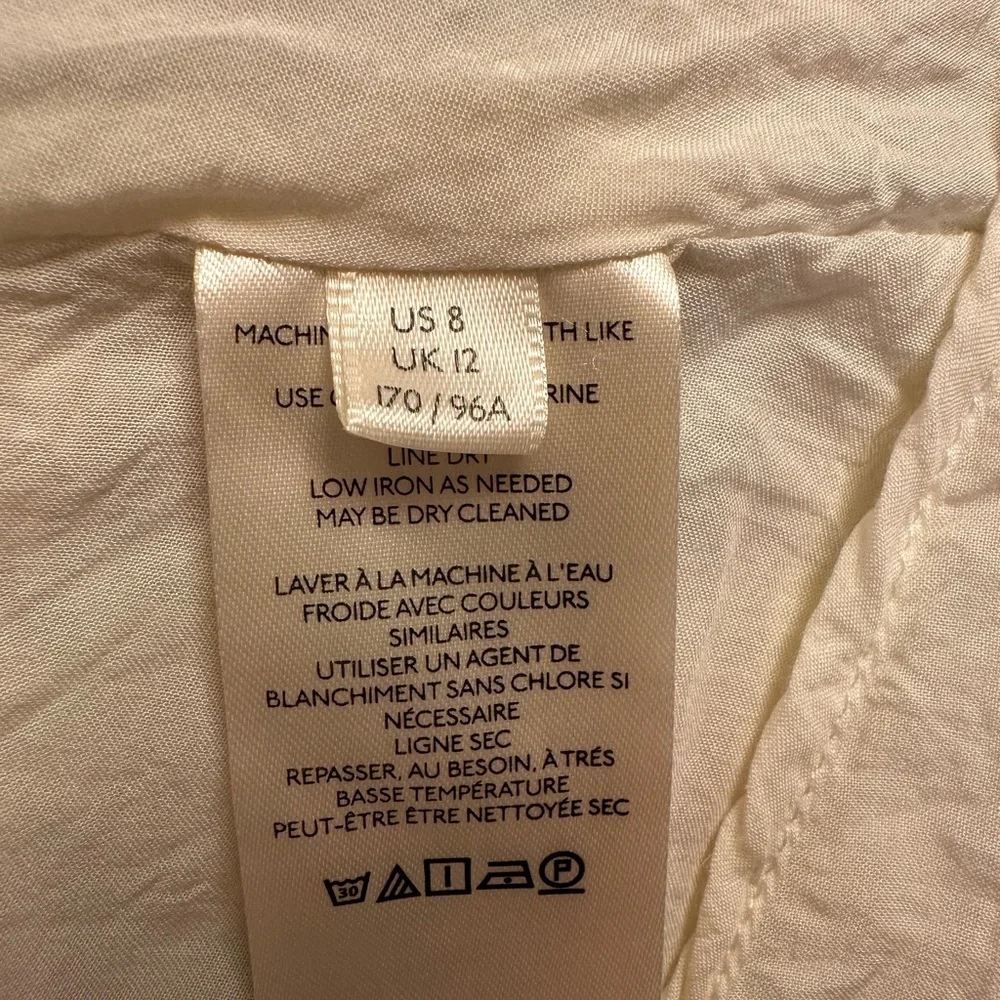 US 8
UK 12
170/96A
MACHIN TH LIKE
USE RINE
LINE DRY
LOW IRON AS NEEDED
MAY BE DRY CLEANED
LAVER À LA MACHINE À L'EAU
FROIDE AVEC COULEURS
SIMILAIRES
UTILISER UN AGENT DE
BLANCHIMENT SANS CHLORE SI
NÉCESSAIRE
LIGNE SEC
REPASSER, AU BESOIN, À TRÉS
BASSE TEMPÉRATURE
PEUT-ÊTRE ÊTRE NETTOYÉE SEC
30 P